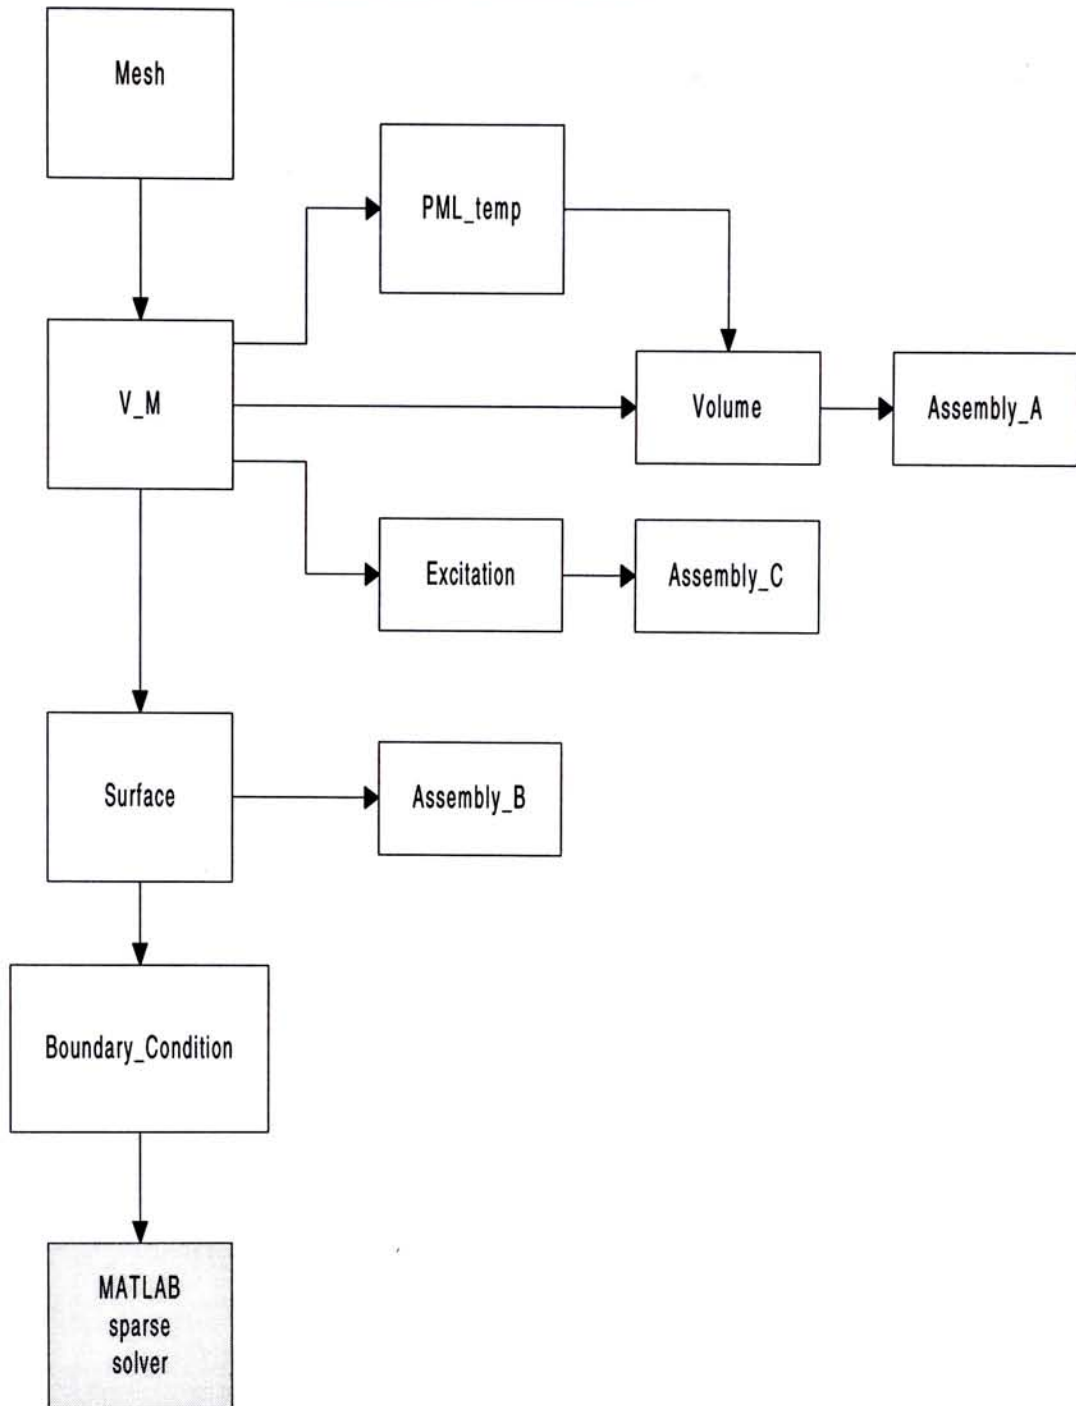 Mesh
PML_temp
V_M
Volume
Assembly_A
Excitation
Assembly_C
Surface
Assembly_B
Boundary_Condition
MATLAB
sparse
solver